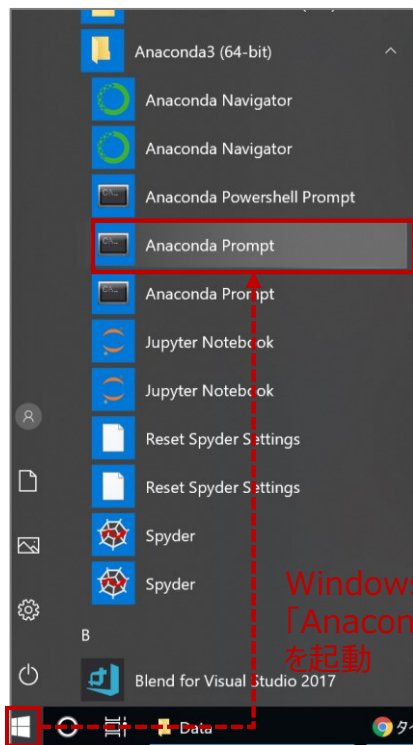 Anaconda3 (64-bit)
Anaconda Navigator
Anaconda Navigator
Anaconda Powershell Prompt
Anaconda Prompt
Anaconda Prompt
Jupyter Notebook
Jupyter Notebook
Reset Spyder Settings
Reset Spyder Settings
Spyder
Spyder
Windows
「Anacon
を起動
B
Blend for Visual Studio 2017
Data